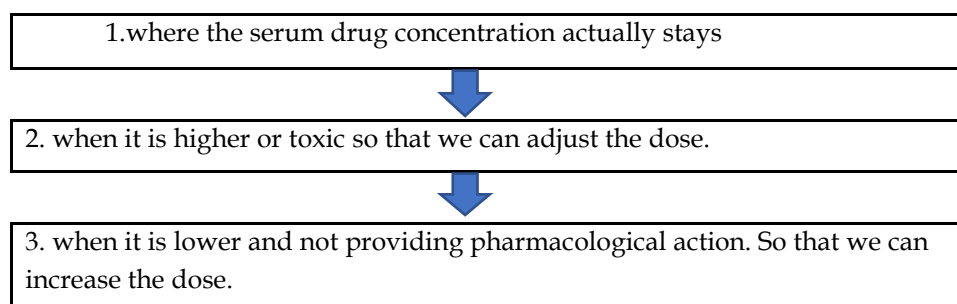 1.where the serum drug concentration actually stays
2. when it is higher or toxic so that we can adjust the dose.
3. when it is lower and not providing pharmacological action. So that we can
increase the dose.